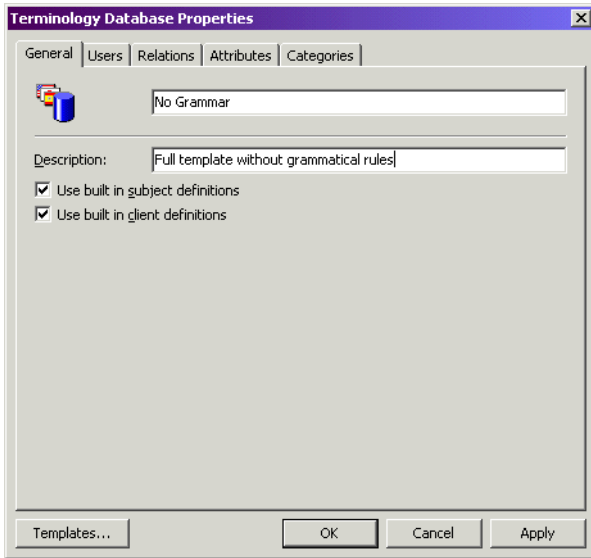 Terminology Database Properties
General Users Relations Attributes Categories
No Grammar
Description: Full template without grammatical rules
Use built in subject definitions
Use built in client definitions
Templates... OK Cancel Apply